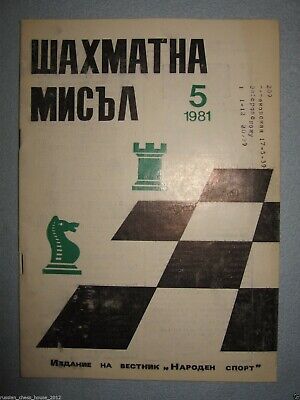 ШАХМАТНА
МИСЪЛ
5
1981
ИЗДАНИЕ НА ВЕСТНИК „НАРОДЕН СПОРТ"
russian_chess_house_2012